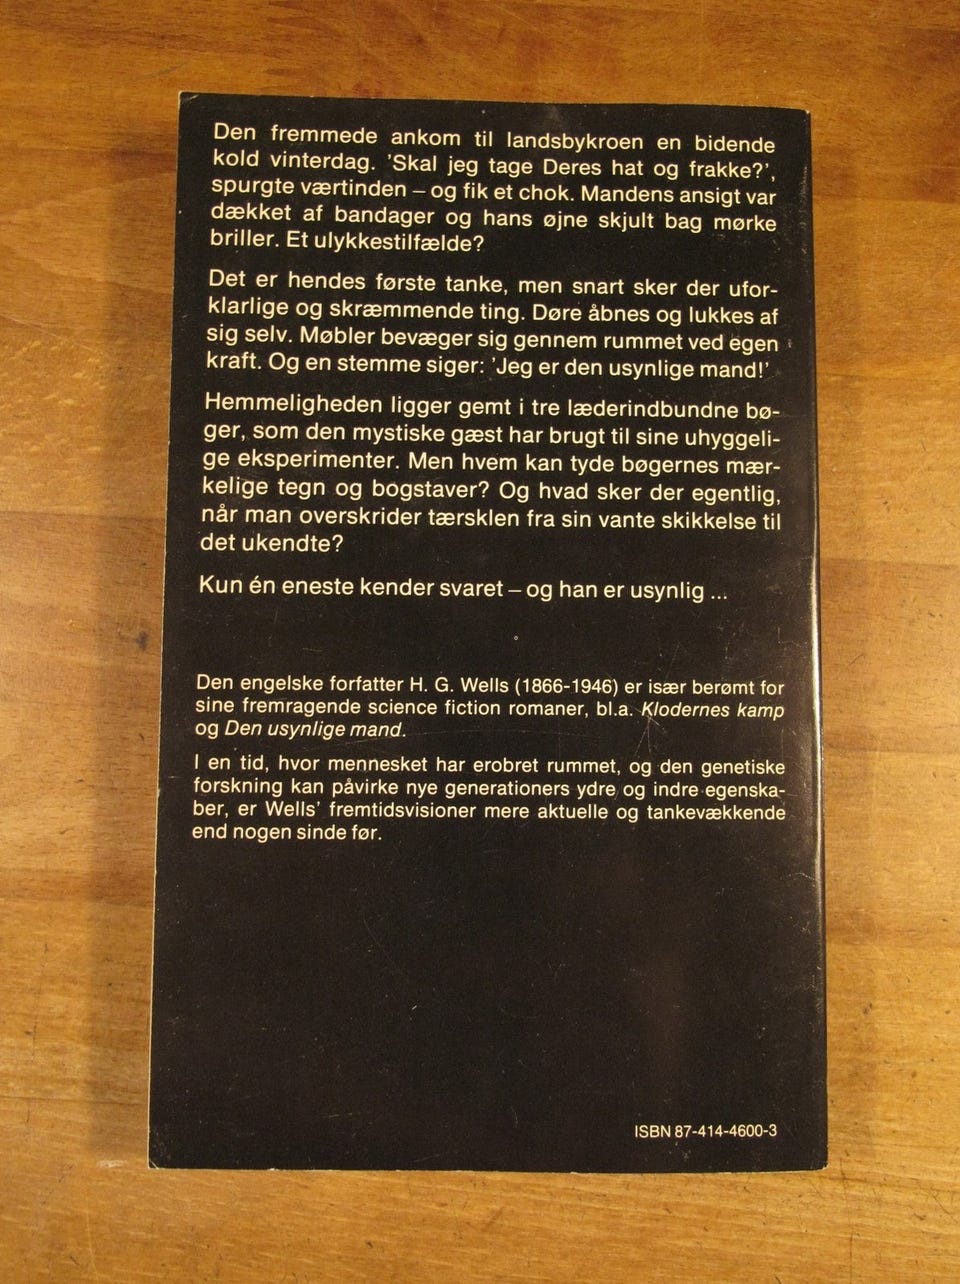 Den fremmede ankom til landsbykroen en bidende
kold vinterdag. 'Skal jeg tage Deres hat og frakke?',
spurgte værtinden – og fik et chok. Mandens ansigt var
dækket af bandager og hans øjne skjult bag mørke
briller. Et ulykkestilfælde?
Det er hendes første tanke, men snart sker der ufor-
klarlige og skræmmende ting. Døre åbnes og lukkes af
sig selv. Møbler bevæger sig gennem rummet ved egen
kraft. Og en stemme siger: 'Jeg er den usynlige mand!'
Hemmeligheden ligger gemt i tre læderindbundne bø-
ger, som den mystiske gæst har brugt til sine uhyggeli-
ge eksperimenter. Men hvem kan tyde bøgernes mær-
kelige tegn og bogstaver? Og hvad sker der egentlig,
når man overskrider tærsklen fra sin vante skikkelse til
det ukendte?
Kun én eneste kender svaret – og han er usynlig ...
Den engelske forfatter H. G. Wells (1866-1946) er især berømt for
sine fremragende science fiction romaner, bl.a. Klodernes kamp
og Den usynlige mand.
I en tid, hvor mennesket har erobret rummet, og den genetiske
forskning kan påvirke nye generationers ydre og indre egenska-
ber, er Wells' fremtidsvisioner mere aktuelle og tankevækkende
end nogen sinde før.
ISBN 87-414-4600-3